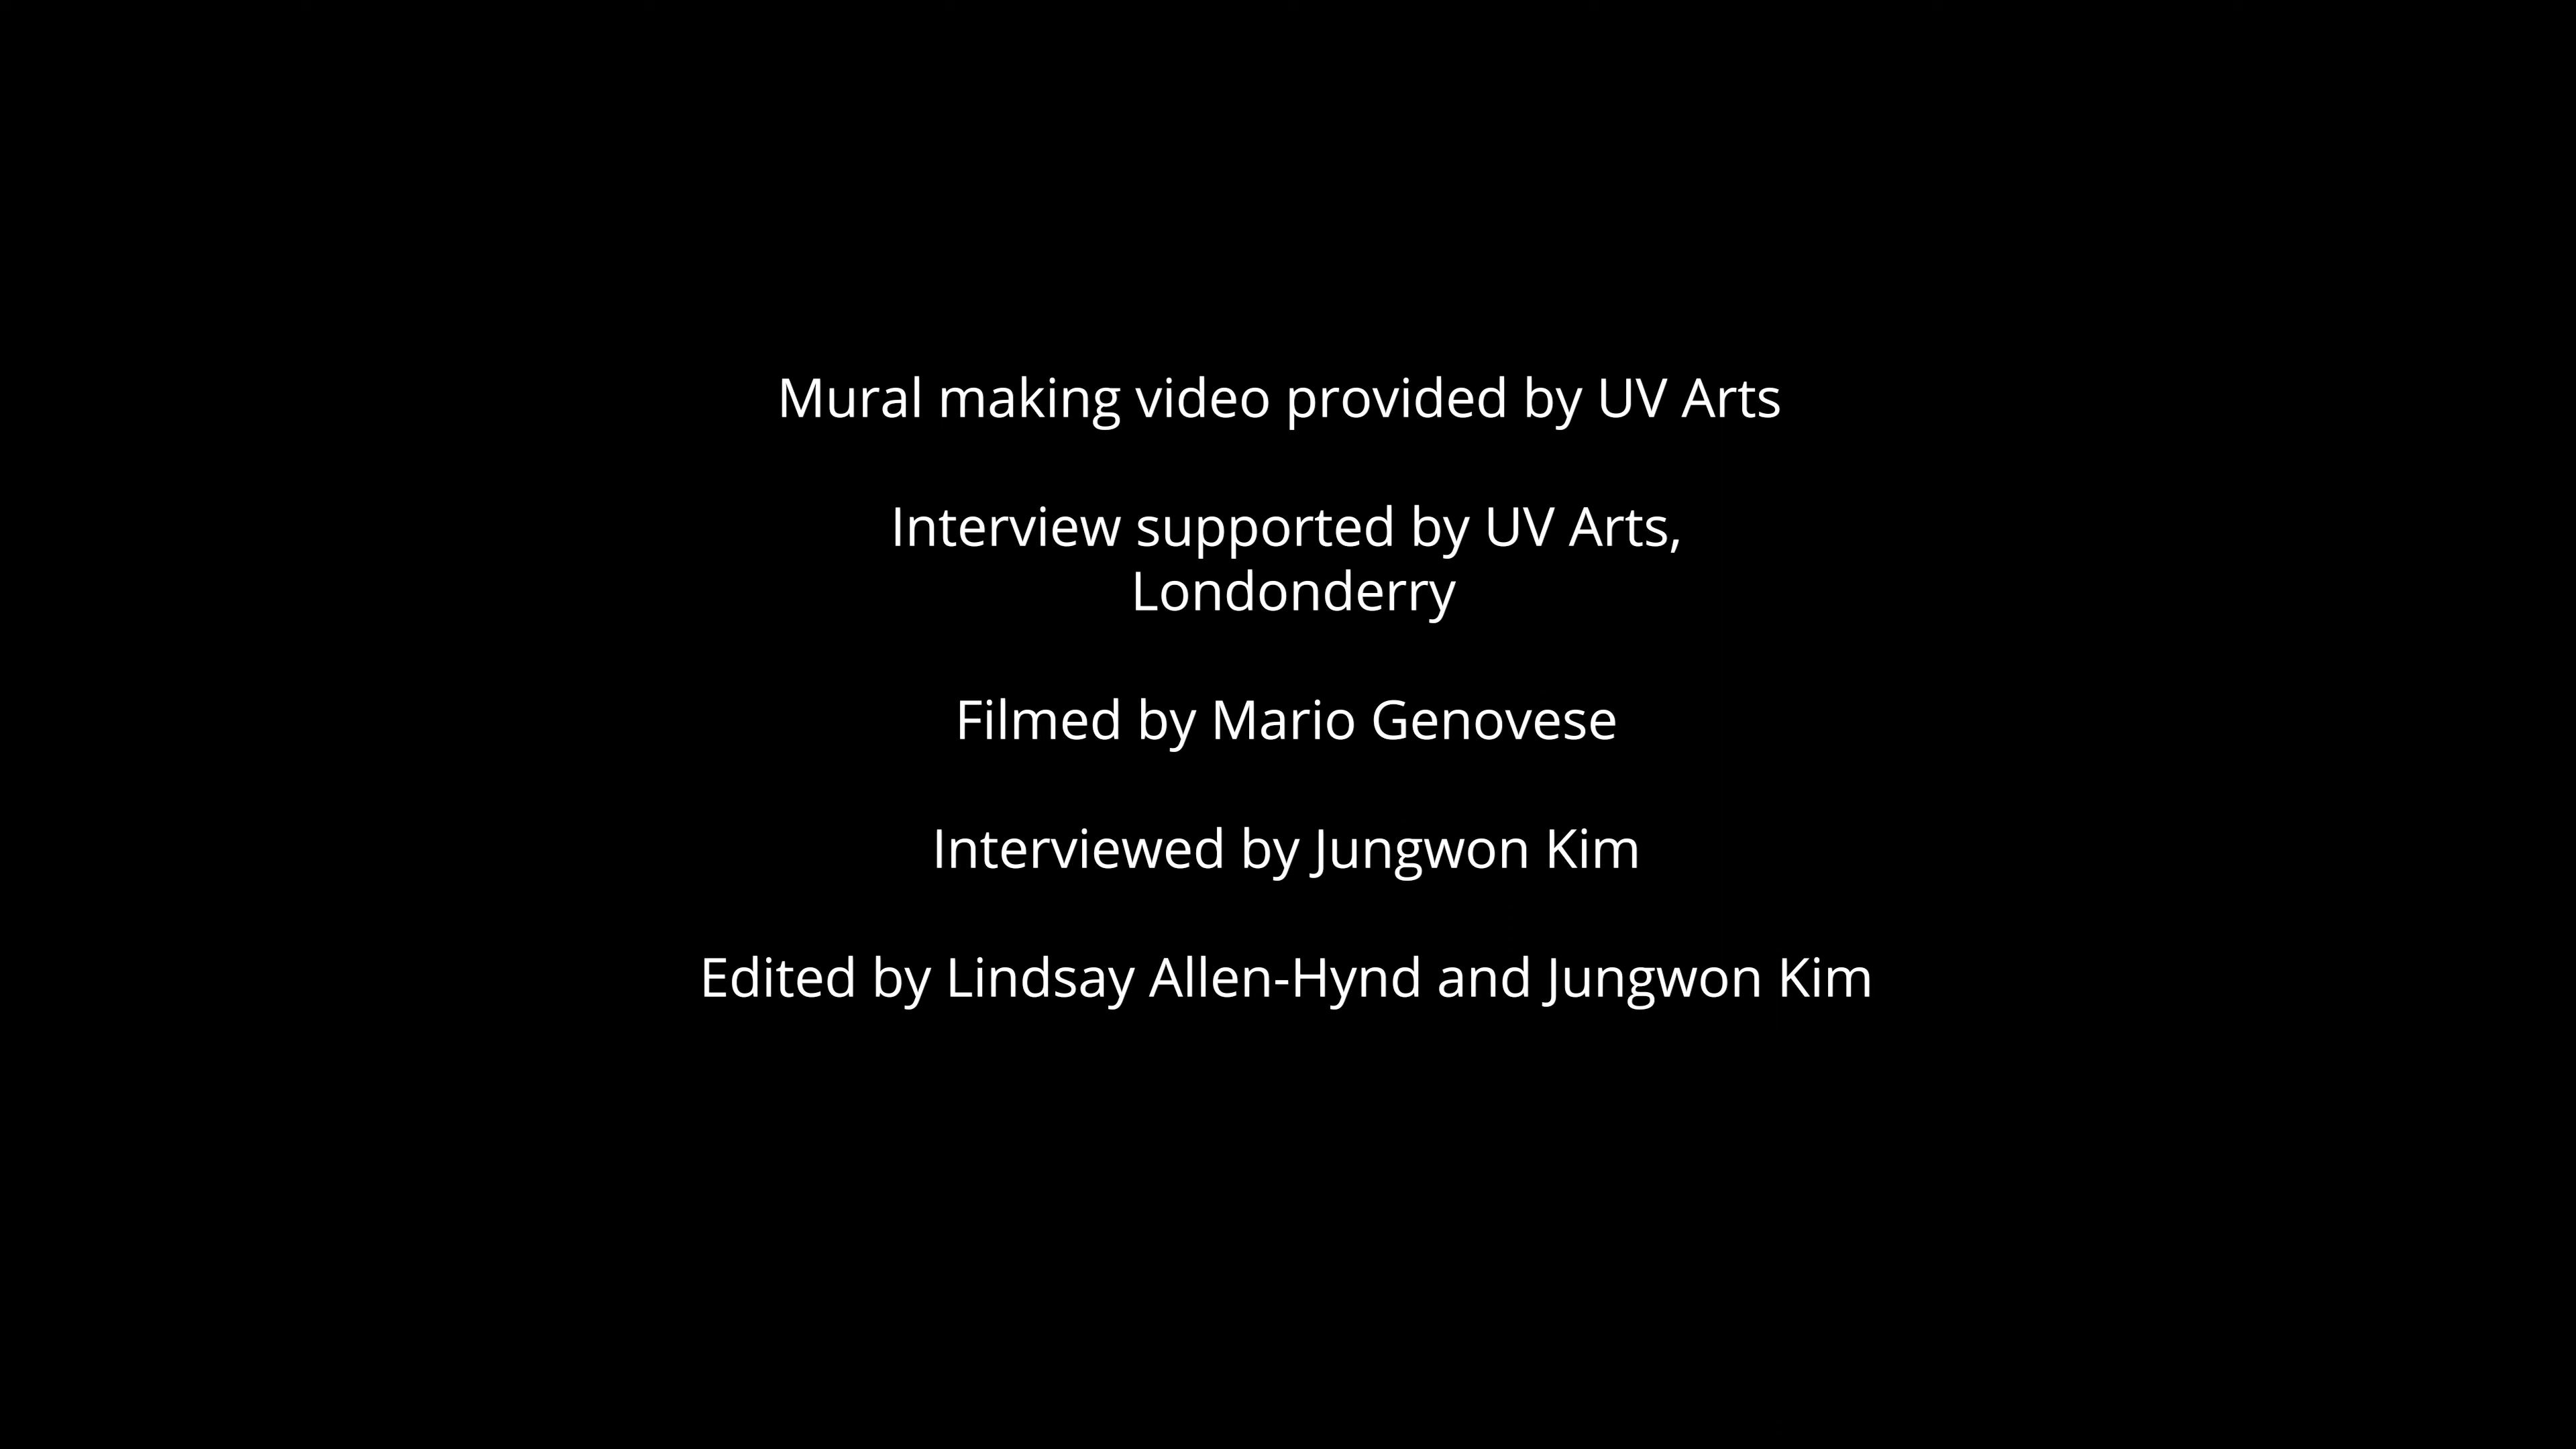 Mural making video provided by UV Arts
Interview supported by UV Arts,
Londonderry
Filmed by Mario Genovese
Interviewed by Jungwon Kim
Edited by Lindsay Allen-Hynd and Jungwon Kim